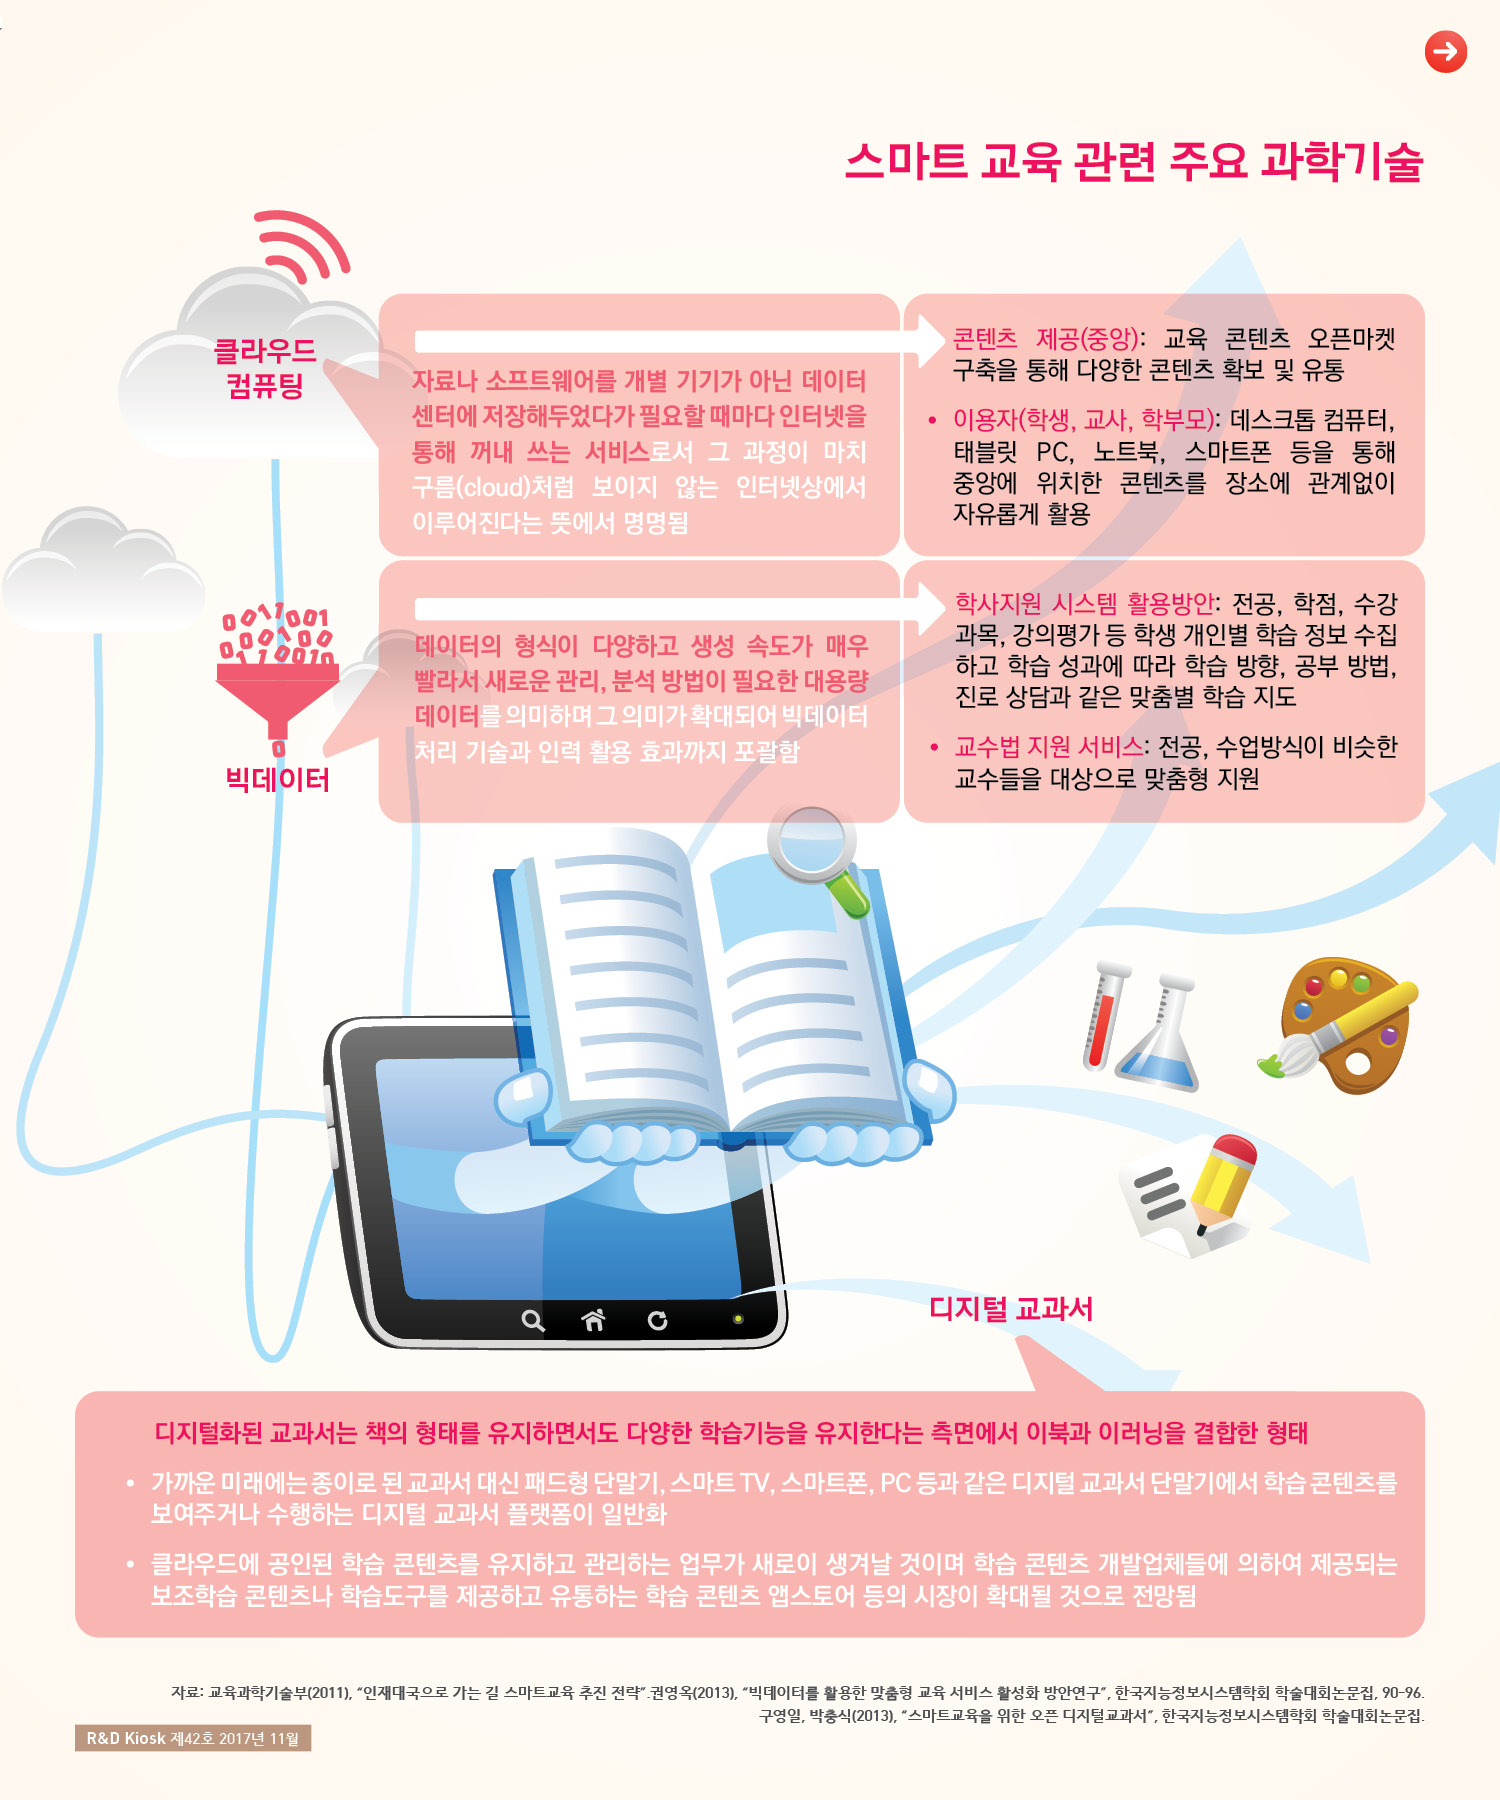 스마트 교육 관련 주요 과학기술
클라우드
컴퓨팅
자료나 소프트웨어를 개별 기기가 아닌 데이터
센터에 저장해두었다가 필요할 때마다 인터넷을
통해 꺼내 쓰는 서비스로서 그 과정이 마치
구름(cloud)처럼 보이지 않는 인터넷상에서
이루어진다는 뜻에서 명명됨
콘텐츠 제공(중앙): 교육 콘텐츠 오픈마켓
구축을 통해 다양한 콘텐츠 확보 및 유통
• 이용자(학생, 교사, 학부모): 데스크톱 컴퓨터,
태블릿 PC, 노트북, 스마트폰 등을 통해
중앙에 위치한 콘텐츠를 장소에 관계없이
자유롭게 활용
빅데이터
데이터의 형식이 다양하고 생성 속도가 매우
빨라서 새로운 관리, 분석 방법이 필요한 대용량
데이터를 의미하며 그 의미가 확대되어 빅데이터
처리 기술과 인력 활용 효과까지 포괄함
학사지원 시스템 활용방안: 전공, 학점, 수강
과목, 강의평가 등 학생 개인별 학습 정보 수집
하고 학습 성과에 따라 학습 방향, 공부 방법,
진로 상담과 같은 맞춤별 학습 지도
• 교수법 지원 서비스: 전공, 수업방식이 비슷한
교수들을 대상으로 맞춤형 지원
디지털 교과서
디지털화된 교과서는 책의 형태를 유지하면서도 다양한 학습기능을 유지한다는 측면에서 이북과 이러닝을 결합한 형태
• 가까운 미래에는 종이로 된 교과서 대신 패드형 단말기, 스마트 TV, 스마트폰, PC 등과 같은 디지털 교과서 단말기에서 학습 콘텐츠를
보여주거나 수행하는 디지털 교과서 플랫폼이 일반화
• 클라우드에 공인된 학습 콘텐츠를 유지하고 관리하는 업무가 새로이 생겨날 것이며 학습 콘텐츠 개발업체들에 의하여 제공되는
보조학습 콘텐츠나 학습도구를 제공하고 유통하는 학습 콘텐츠 앱스토어 등의 시장이 확대될 것으로 전망됨
자료: 교육과학기술부(2011), “인재대국으로 가는 길 스마트교육 추진 전략”.권영옥(2013), “빅데이터를 활용한 맞춤형 교육 서비스 활성화 방안연구”, 한국지능정보시스템학회 학술대회논문집, 90-96.
구영일, 박충식(2013), “스마트교육을 위한 오픈 디지털교과서”, 한국지능정보시스템학회 학술대회논문집.
R&D Kiosk 제42호 2017년 11월